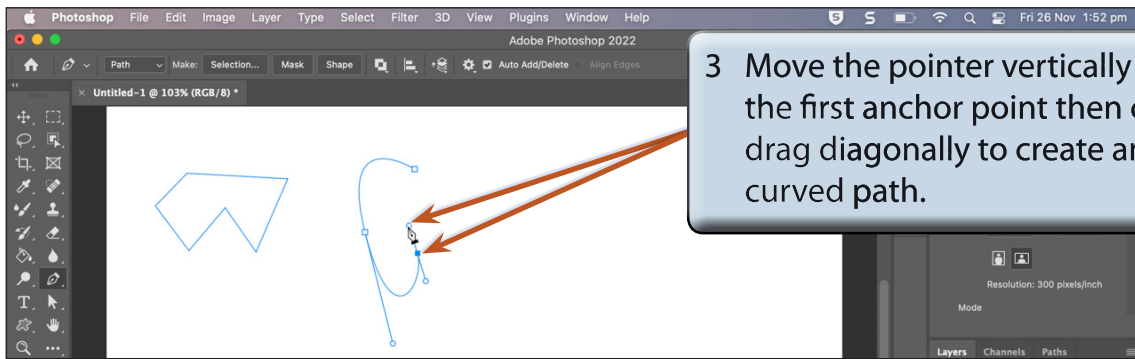 Photoshop File Edit Image Layer Type Select Filter 3D View Plugins Window Help Fri 26 Nov 1:52 pm
Adobe Photoshop 2022
Path Make: Selection... Mask Shape Auto Add/Delete Align Edges
× Untitled-1 @ 103% (RGB/8) *
3 Move the pointer vertically
the first anchor point then
drag diagonally to create
curved path.
Resolution: 300 pixels/inch
Mode
Layers Channels Paths